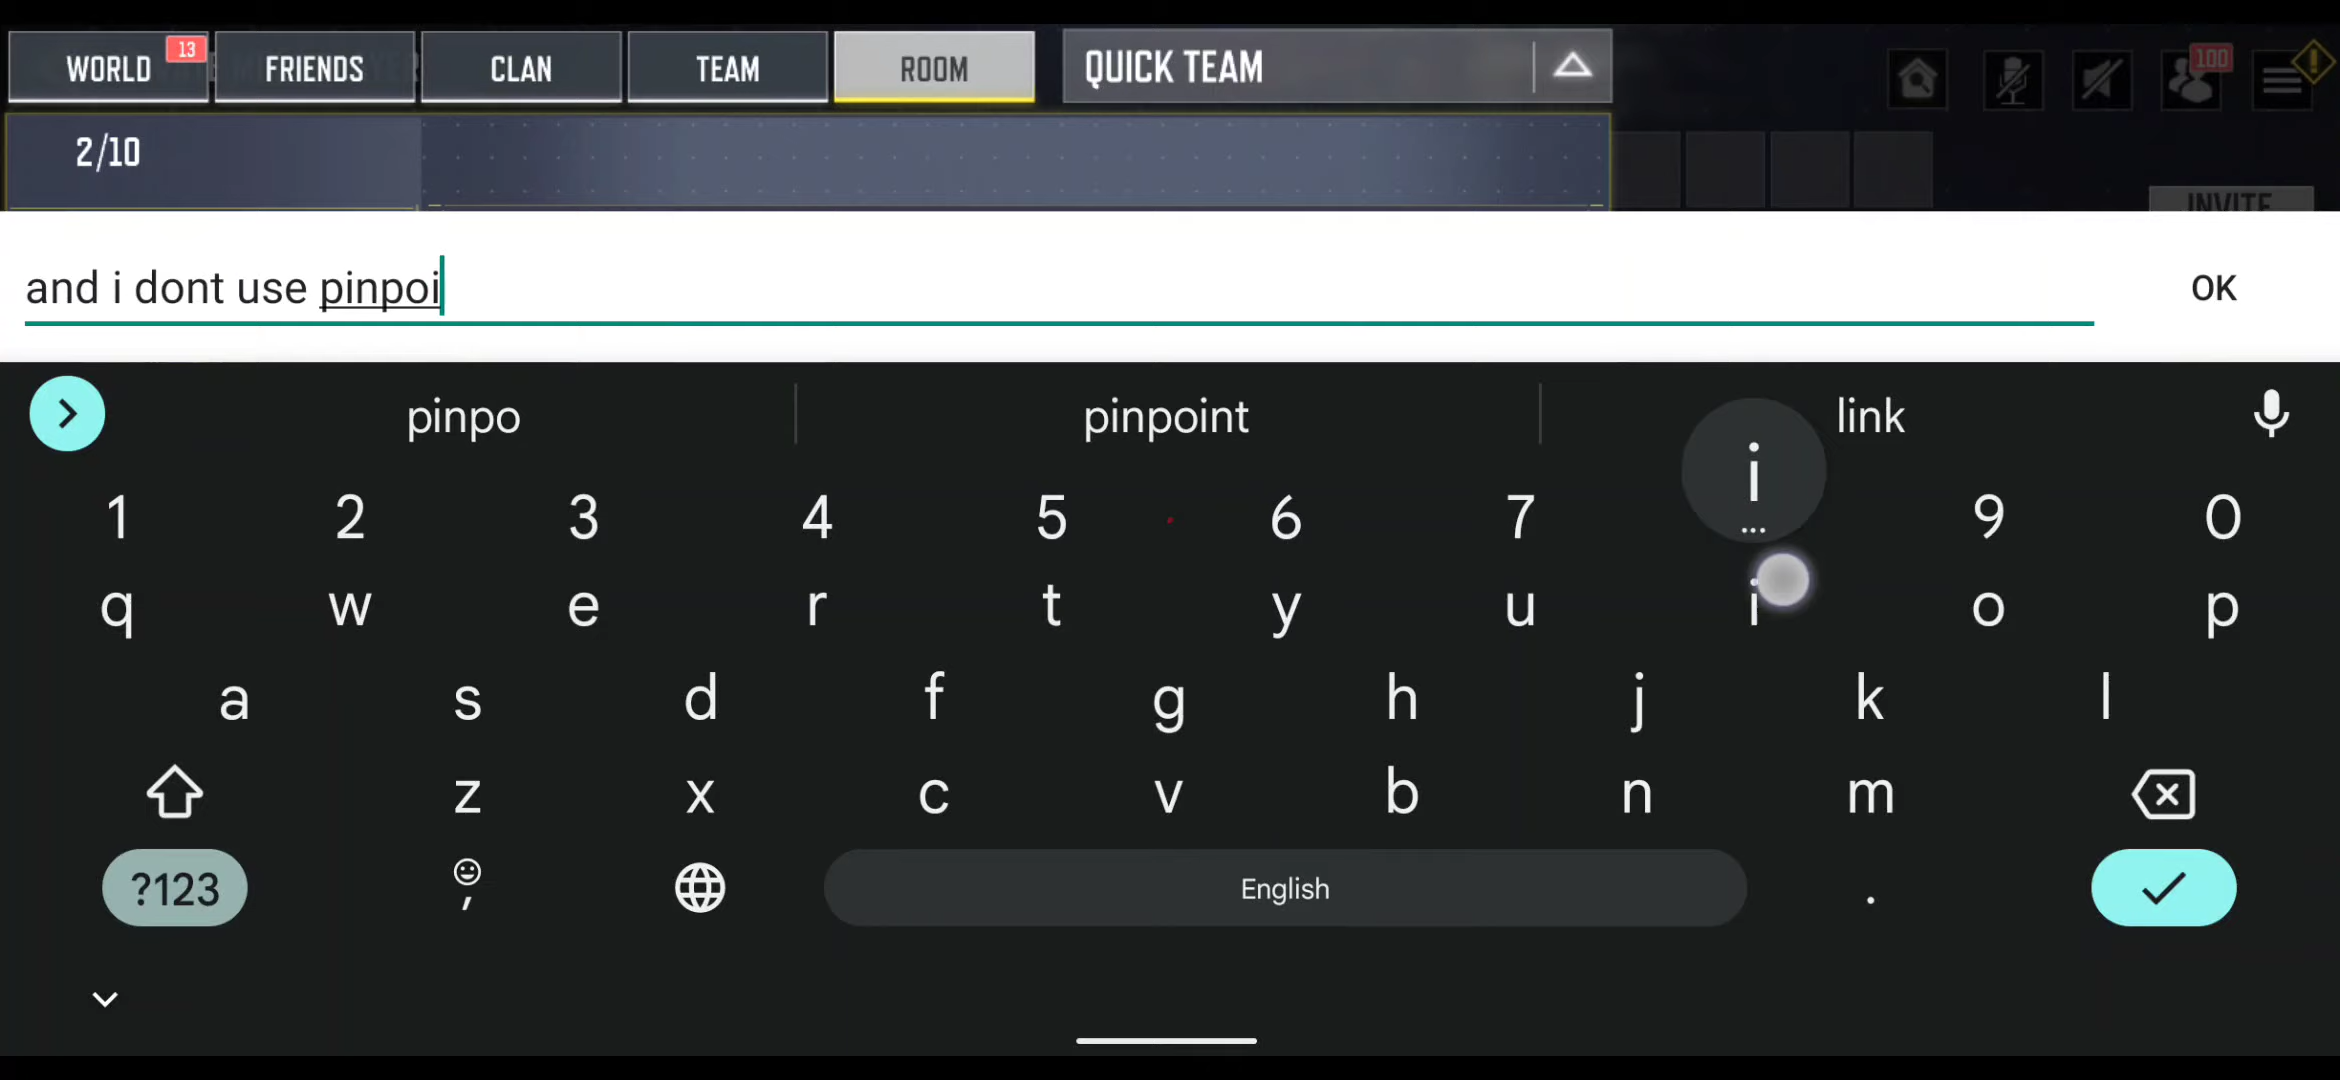 WORLD 13 FRIENDS CLAN TEAM ROOM QUICK TEAM 100
2/10
INVITE
and i dont use pinpoi OK
pinpo pinpoint link
1 2 3 4 5 6 7 i 9 0
q w e r t y u i o p
a s d f g h j k l
z x c v b n m
?123 , English .